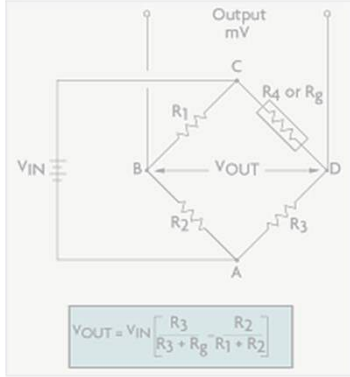 Output
mV
C
R4 or Rg
R1
VIN
B
VOUT
D
R2
R3
A
VOUT = VIN [ R3 / R3 + Rg - R2 / R1 + R2 ]